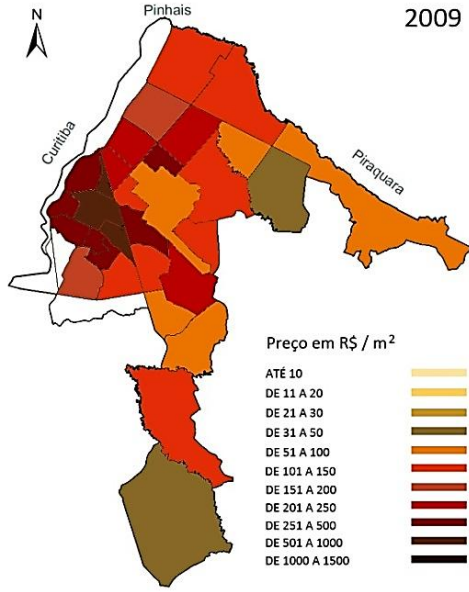 N
Pinhais
2009
Curitiba
Piraquara
Preço em R$ / m²
ATÉ 10
DE 11 A 20
DE 21 A 30
DE 31 A 50
DE 51 A 100
DE 101 A 150
DE 151 A 200
DE 201 A 250
DE 251 A 500
DE 501 A 1000
DE 1000 A 1500